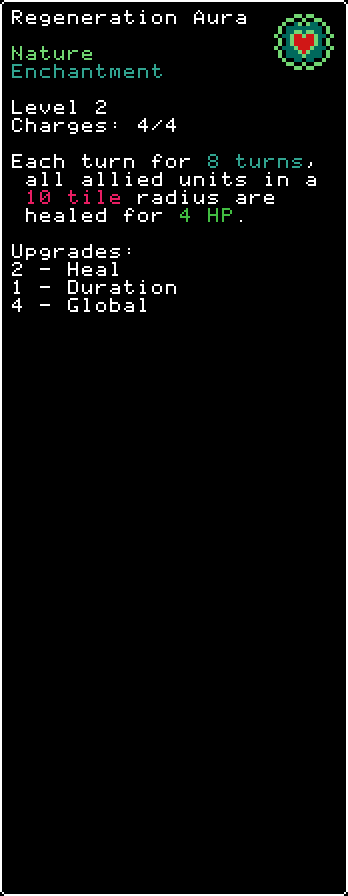 Regeneration Aura
Nature
Enchantment
Level 2
Charges: 4/4
Each turn for 8 turns,
all allied units in a
10 tile radius are
healed for 4 HP.
Upgrades:
2 - Heal
1 - Duration
4 - Global